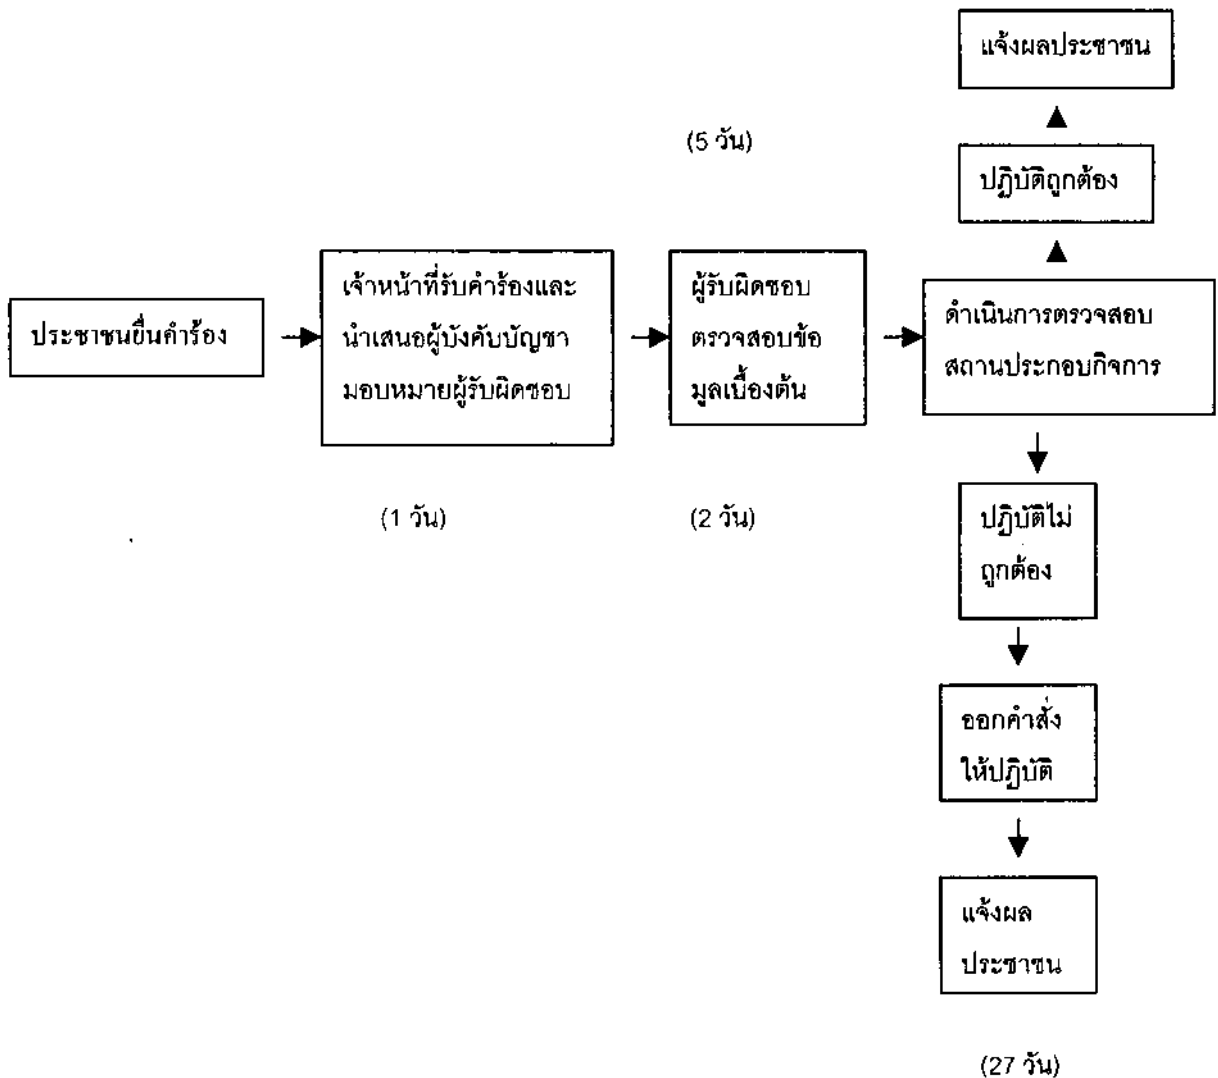 แจ้งผลประชาชน
(5 วัน)
ปฏิบัติถูกต้อง
ประชาชนยื่นคำร้อง
เจ้าหน้าที่รับคำร้องและ
นำเสนอผู้บังคับบัญชา
มอบหมายผู้รับผิดชอบ
ผู้รับผิดชอบ
ตรวจสอบข้อ
มูลเบื้องต้น
ดำเนินการตรวจสอบ
สถานประกอบกิจการ
(1 วัน)
(2 วัน)
ปฏิบัติไม่
ถูกต้อง
ออกคำสั่ง
ให้ปฏิบัติ
แจ้งผล
ประชาชน
(27 วัน)